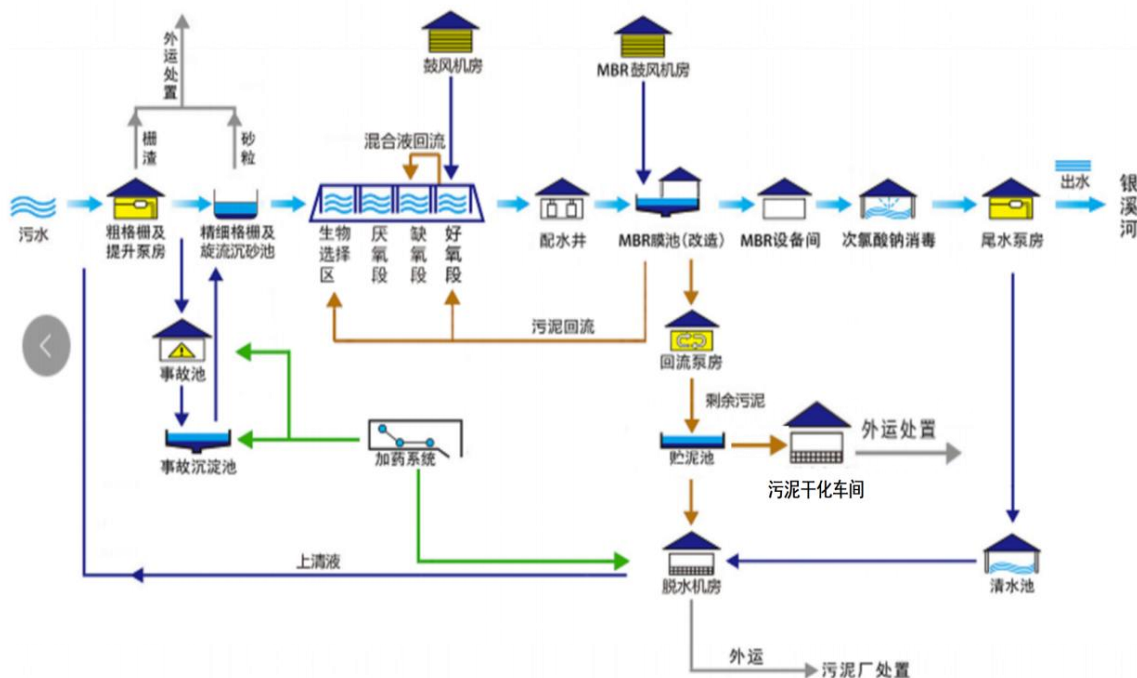 外运处置
鼓风机房
MBR鼓风机房
栅渣
砂粒
混合液回流
出水
银溪河
污水
粗格栅及
提升泵房
精细格栅及
旋流沉砂池
生物
选择
区
厌氧段
缺氧段
好氧段
配水井
MBR膜池(改造)
MBR设备间
次氯酸钠消毒
尾水泵房
污泥回流
回流泵房
事故池
剩余污泥
外运处置
事故沉淀池
加药系统
贮泥池
污泥干化车间
上清液
脱水机房
清水池
外运
污泥厂处置